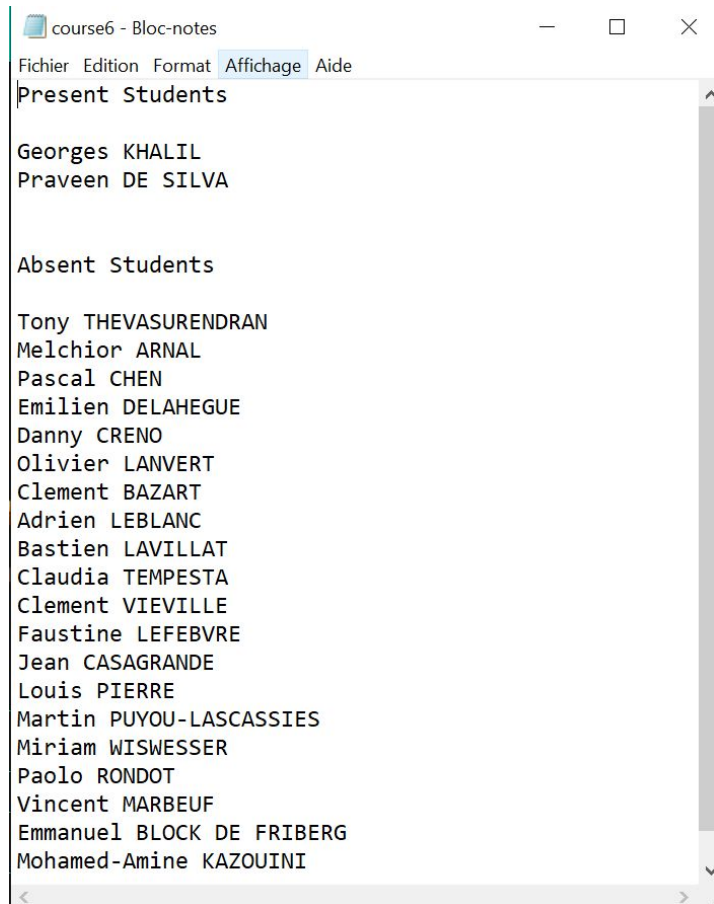 course6 - Bloc-notes
Fichier Edition Format Affichage Aide
Present Students
Georges KHALIL
Praveen DE SILVA
Absent Students
Tony THEVASURENDRAN
Melchior ARNAL
Pascal CHEN
Emilien DELAHEGUE
Danny CRENO
Olivier LANVERT
Clement BAZART
Adrien LEBLANC
Bastien LAVILLAT
Claudia TEMPESTA
Clement VIEVILLE
Faustine LEFEBVRE
Jean CASAGRANDE
Louis PIERRE
Martin PUYOU-LASCASSIES
Miriam WISWESSER
Paolo RONDOT
Vincent MARBEUF
Emmanuel BLOCK DE FRIBERG
Mohamed-Amine KAZOUINI